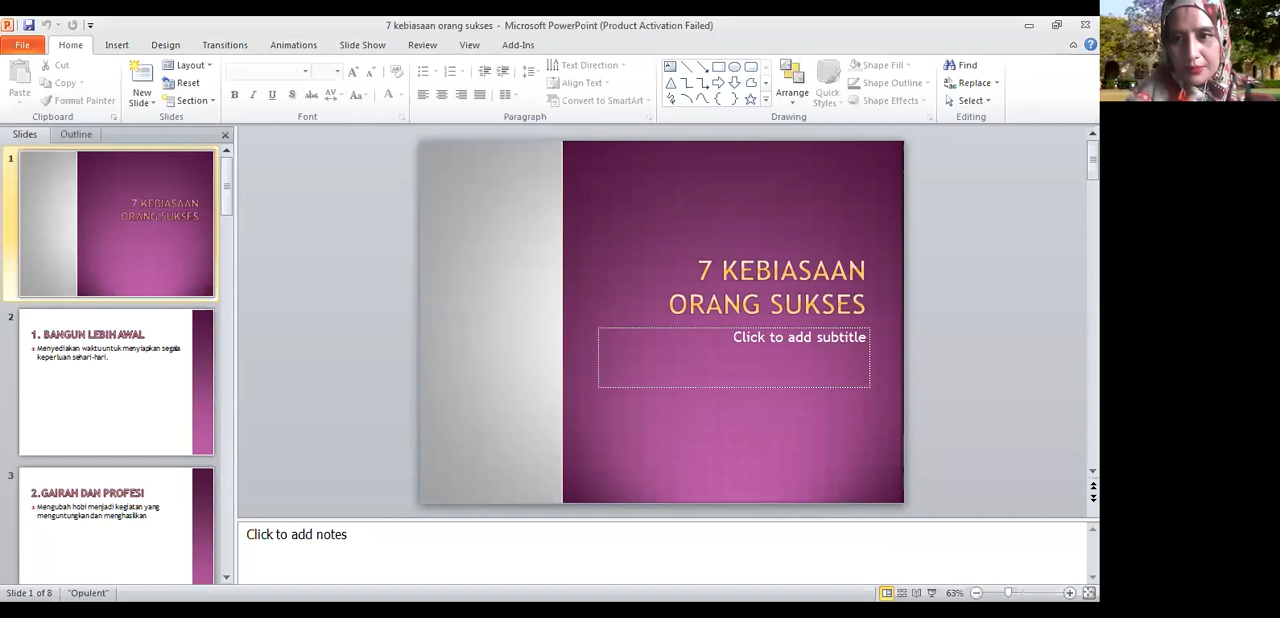 7 kebiasaan orang sukses - Microsoft PowerPoint (Product Activation Failed)
File Home Insert Design Transitions Animations Slide Show Review View Add-Ins
Paste
Cut
Copy
Format Painter
Clipboard
New
Slide
Layout
Reset
Section
Slides
Font
Text Direction
Align Text
Convert to SmartArt
Paragraph
Arrange
Quick
Styles
Shape Fill
Shape Outline
Shape Effects
Drawing
Find
Replace
Select
Editing
Slides Outline
1
7 KEBIASAAN
ORANG SUKSES
2
1. BANGUN LEBIH AWAL
Menyediakan waktu untuk menyiapkan segala
keperluan sehari-hari.
3
2.GAIRAH DAN PROFESI
Mengubah hobi menjadi kegiatan yang
menguntungkan dan menghasilkan
7 KEBIASAAN
ORANG SUKSES
Click to add subtitle
Click to add notes
Slide 1 of 8 "Opulent" 63%